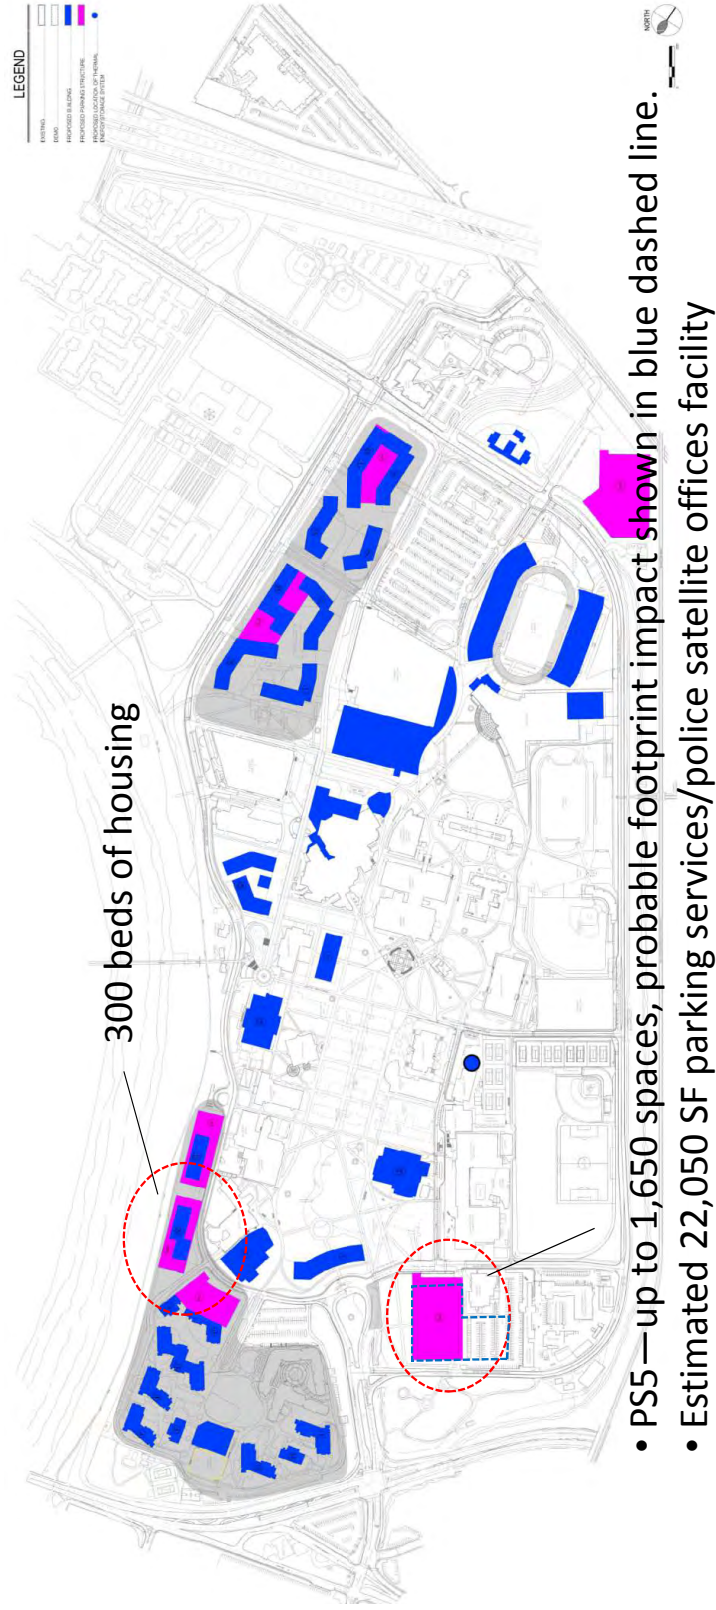 LEGEND
EXISTING
DEMO
PROPOSED BUILDING
PROPOSED PARKING STRUCTURE
PROPOSED LOCATION OF THERMAL
ENERGY STORAGE SYSTEM
NORTH
300 beds of housing
• PS5—up to 1,650 spaces, probable footprint impact shown in blue dashed line.
• Estimated 22,050 SF parking services/police satellite offices facility